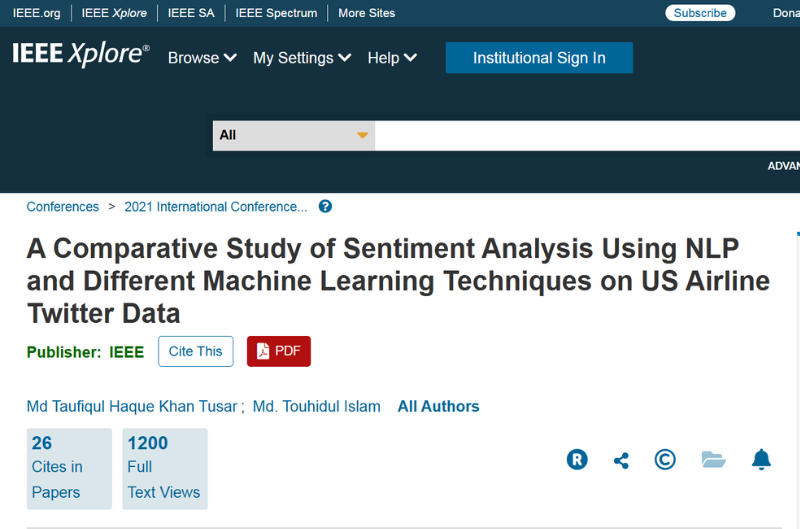 IEEE.org IEEE Xplore IEEE SA IEEE Spectrum More Sites Subscribe
IEEE Xplore® Browse My Settings Help Institutional Sign In
All
Conferences > 2021 International Conference... ?
A Comparative Study of Sentiment Analysis Using NLP
and Different Machine Learning Techniques on US Airline
Twitter Data
Publisher: IEEE Cite This PDF
Md Taufiqul Haque Khan Tusar ; Md. Touhidul Islam All Authors
26
Cites in
Papers
1200
Full
Text Views
R ©